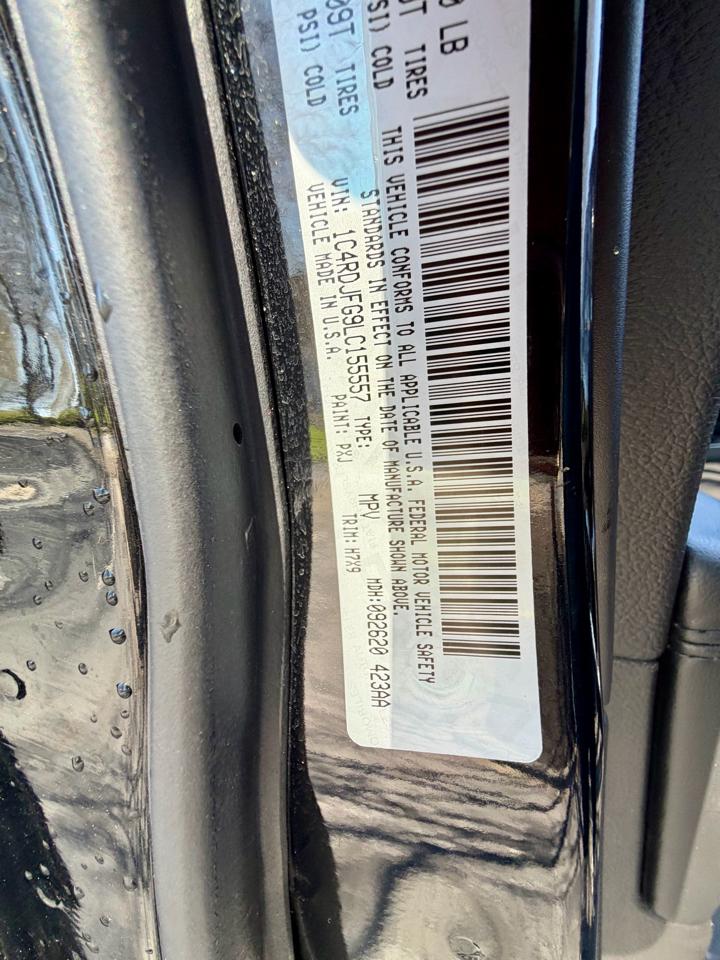 0 LB
TIRES
PSI) COLD
09T/ TIRES
PSI) COLD
THIS VEHICLE CONFORMS TO ALL APPLICABLE U.S.A. FEDERAL MOTOR VEHICLE SAFETY
STANDARDS IN EFFECT ON THE DATE OF MANUFACTURE SHOWN ABOVE.
VIN: 1C4RDJFG9LC155557 TYPE: MPV MDH:092620 423AA
VEHICLE MADE IN U.S.A. PAINT: PXJ TRIM: H7X9